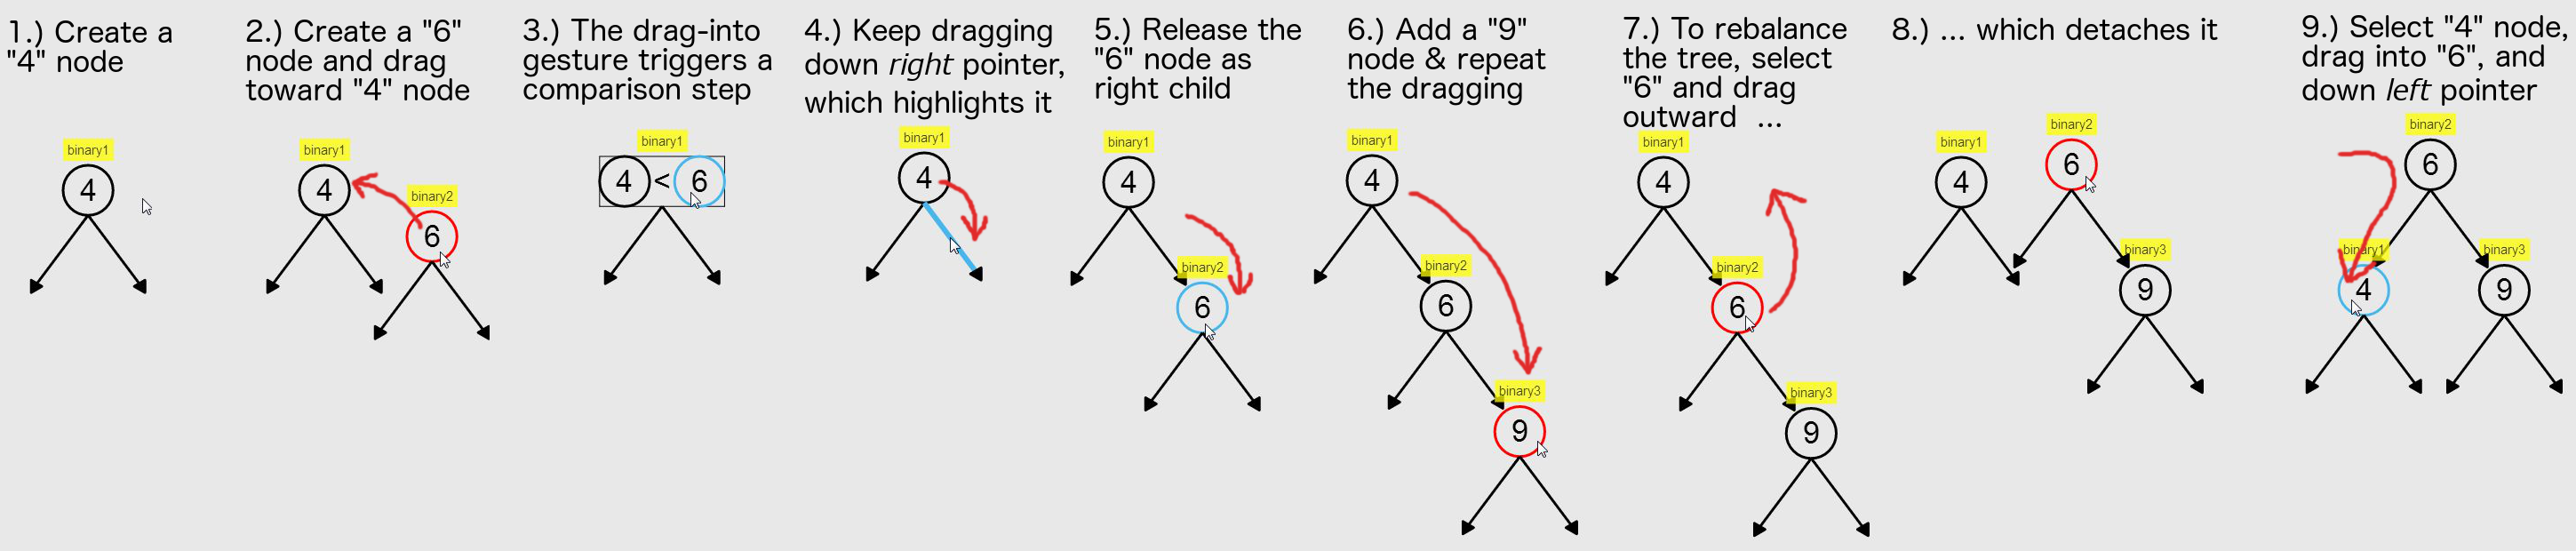 1.) Create a
"4" node
binary1
4
2.) Create a "6"
node and drag
toward "4" node
binary1
4
binary2
6
3.) The drag-into
gesture triggers a
comparison step
binary1
4 < 6
4.) Keep dragging
down right pointer,
which highlights it
binary1
4
5.) Release the
"6" node as
right child
binary1
4
binary2
6
6.) Add a "9"
node & repeat
the dragging
binary1
4
binary2
6
binary3
9
7.) To rebalance
the tree, select
"6" and drag
outward ...
binary1
4
binary2
6
binary3
9
8.) ... which detaches it
binary1
4
binary2
6
binary3
9
9.) Select "4" node,
drag into "6", and
down left pointer
binary2
6
binary1
4
binary3
9